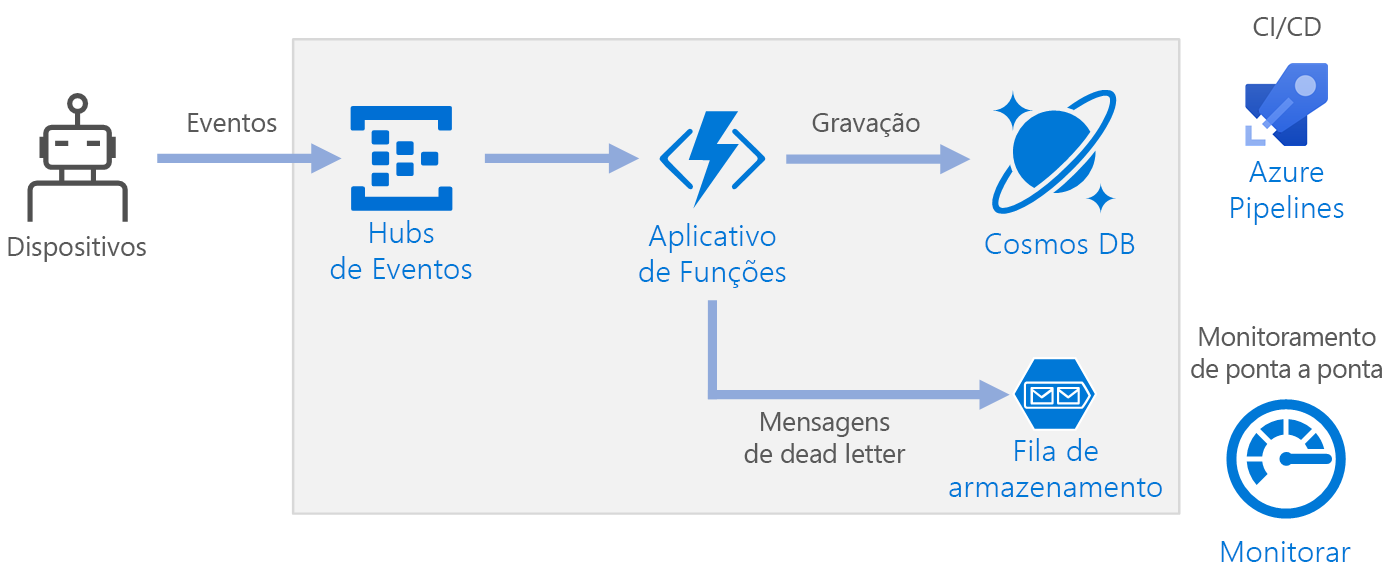 CI/CD
Azure
Pipelines
Eventos
Gravação
Dispositivos
Hubs
de Eventos
Aplicativo
de Funções
Cosmos DB
Monitoramento
de ponta a ponta
Mensagens
de dead letter
Fila de
armazenamento
Monitorar